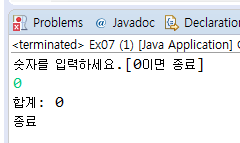 Problems @ Javadoc Declaration
<terminated> Ex07 (1) [Java Application] C
숫자를 입력하세요.[0이면 종료]
0
합계: 0
종료